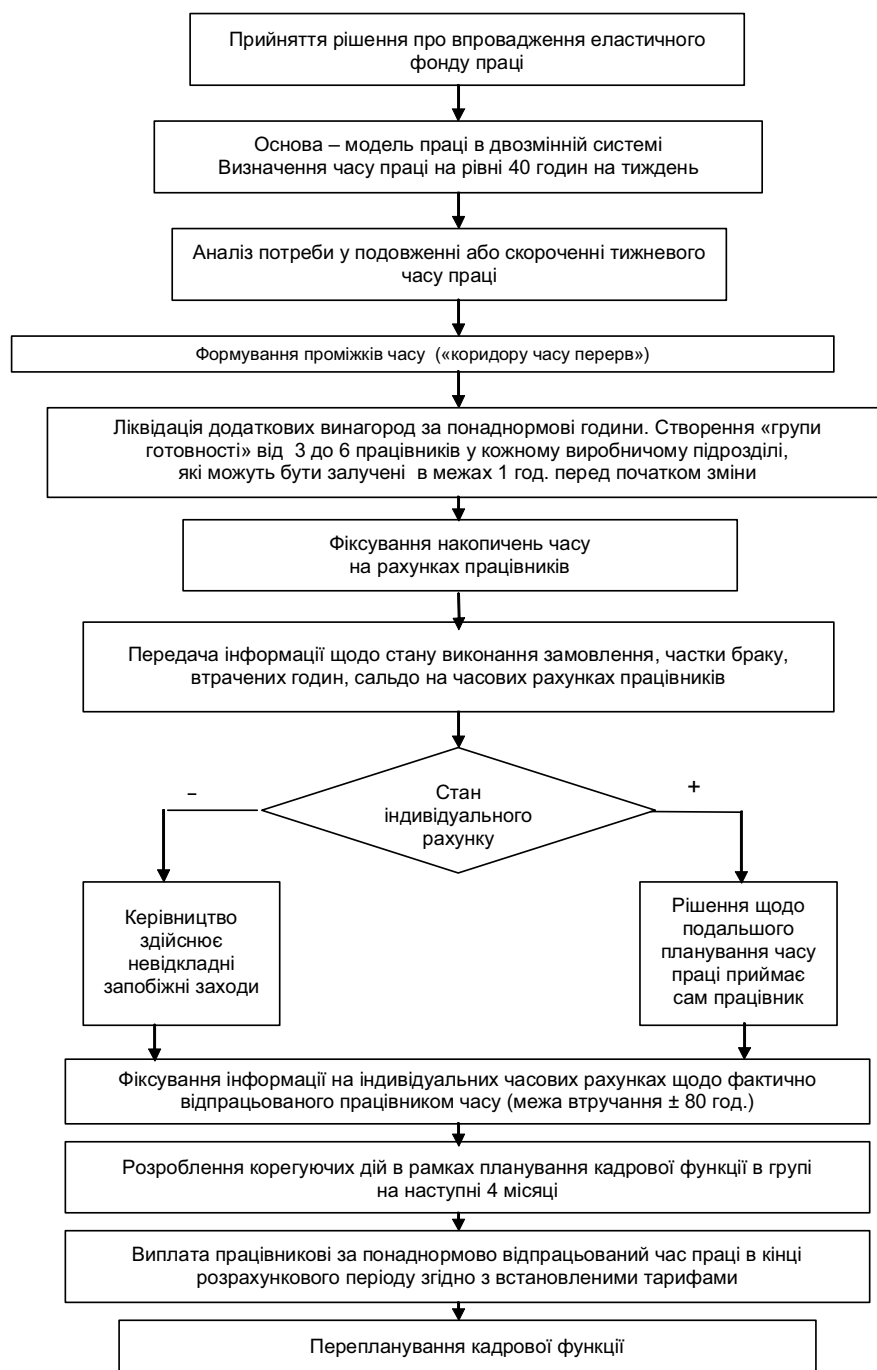 Прийняття рішення про впровадження еластичного
фонду праці
Основа – модель праці в двозмінній системі
Визначення часу праці на рівні 40 годин на тиждень
Аналіз потреби у подовженні або скороченні тижневого
часу праці
Формування проміжків часу («коридору часу перерв»)
Ліквідація додаткових винагород за понаднормові години. Створення «групи
готовності» від 3 до 6 працівників у кожному виробничому підрозділі,
які можуть бути залучені в межах 1 год. перед початком зміни
Фіксування накопичень часу
на рахунках працівників
Передача інформації щодо стану виконання замовлення, частки браку,
втрачених годин, сальдо на часових рахунках працівників
–
+
Стан
індивідуального
рахунку
Керівництво
здійснює
невідкладні
запобіжні заходи
Рішення щодо
подальшого
планування часу
праці приймає
сам працівник
Фіксування інформації на індивідуальних часових рахунках щодо фактично
відпрацьованого працівником часу (межа втручання ± 80 год.)
Розроблення корегуючих дій в рамках планування кадрової функції в групі
на наступні 4 місяці
Виплата працівникові за понаднормово відпрацьований час праці в кінці
розрахункового періоду згідно з встановленими тарифами
Перепланування кадрової функції